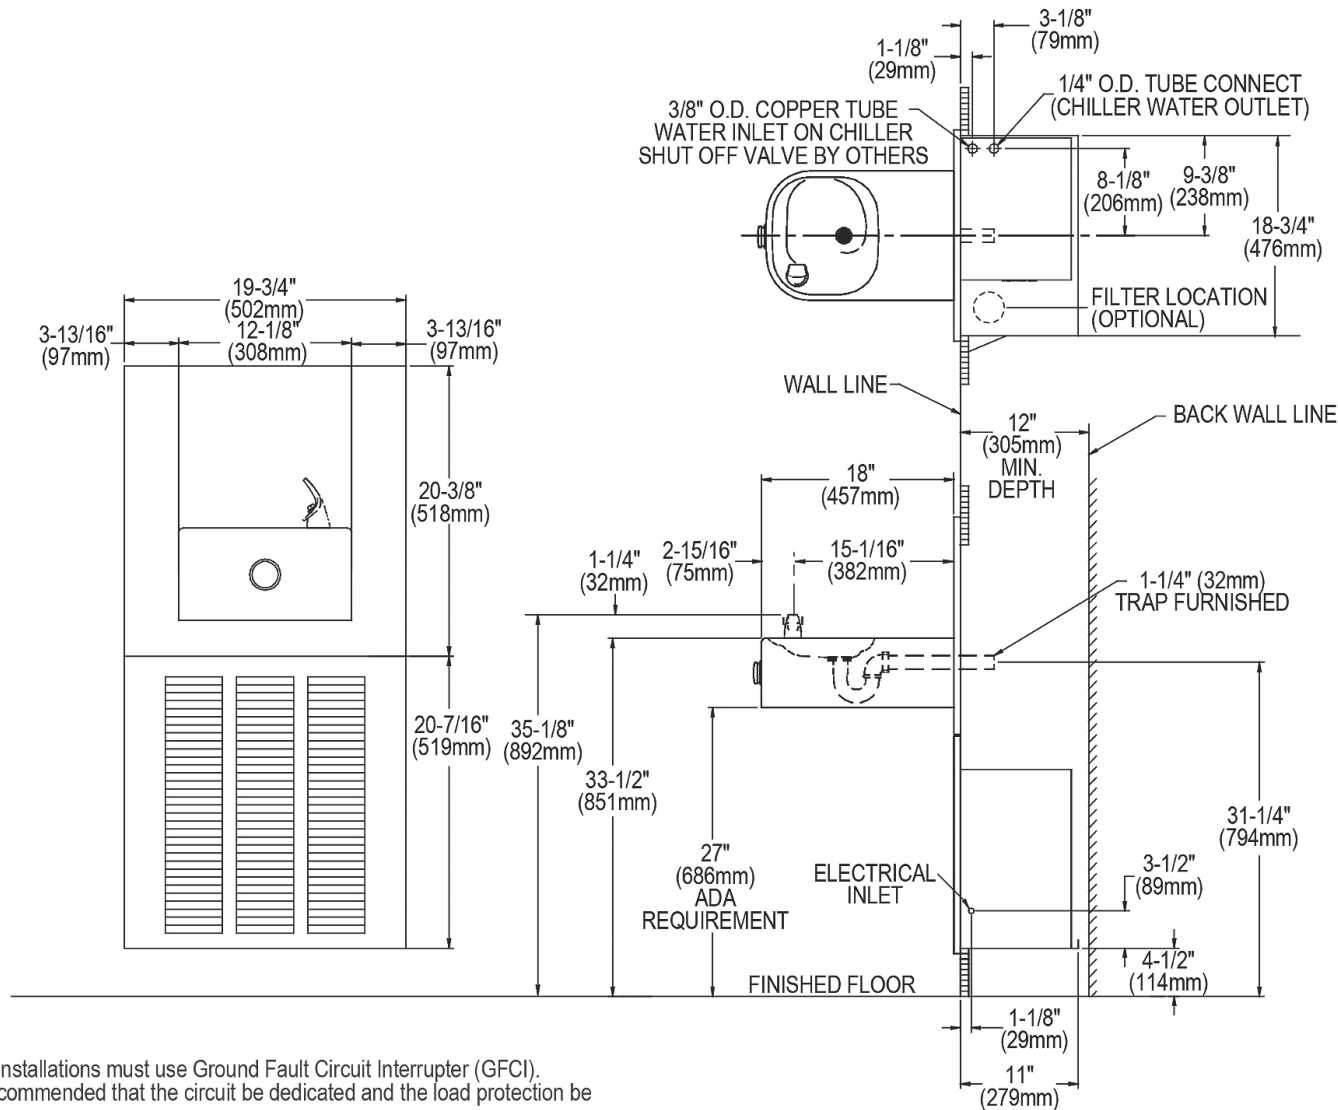 3-1/8"
(79mm)
1-1/8"
(29mm)
1/4" O.D. TUBE CONNECT
(CHILLER WATER OUTLET)
3/8" O.D. COPPER TUBE
WATER INLET ON CHILLER
SHUT OFF VALVE BY OTHERS
8-1/8"
(206mm)
9-3/8"
(238mm)
18-3/4"
(476mm)
FILTER LOCATION
(OPTIONAL)
19-3/4"
(502mm)
3-13/16"
(97mm)
12-1/8"
(308mm)
3-13/16"
(97mm)
WALL LINE
BACK WALL LINE
12"
(305mm)
MIN.
DEPTH
18"
(457mm)
20-3/8"
(518mm)
1-1/4"
(32mm)
2-15/16"
(75mm)
15-1/16"
(382mm)
1-1/4" (32mm)
TRAP FURNISHED
20-7/16"
(519mm)
35-1/8"
(892mm)
33-1/2"
(851mm)
27"
(686mm)
ADA
REQUIREMENT
ELECTRICAL
INLET
31-1/4"
(794mm)
3-1/2"
(89mm)
4-1/2"
(114mm)
FINISHED FLOOR
1-1/8"
(29mm)
11"
(279mm)
nstallations must use Ground Fault Circuit Interrupter (GFCI).
commended that the circuit be dedicated and the load protection be